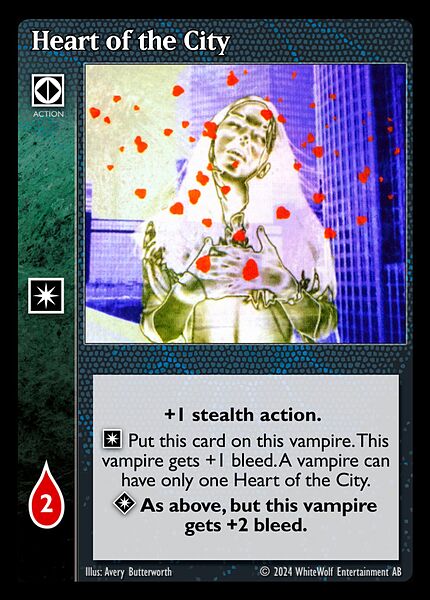 Heart of the City
ACTION
+1 stealth action.
Put this card on this vampire. This
vampire gets +1 bleed. A vampire can
have only one Heart of the City.
As above, but this vampire
gets +2 bleed.
2
Illus: Avery Butterworth
© 2024 WhiteWolf Entertainment AB